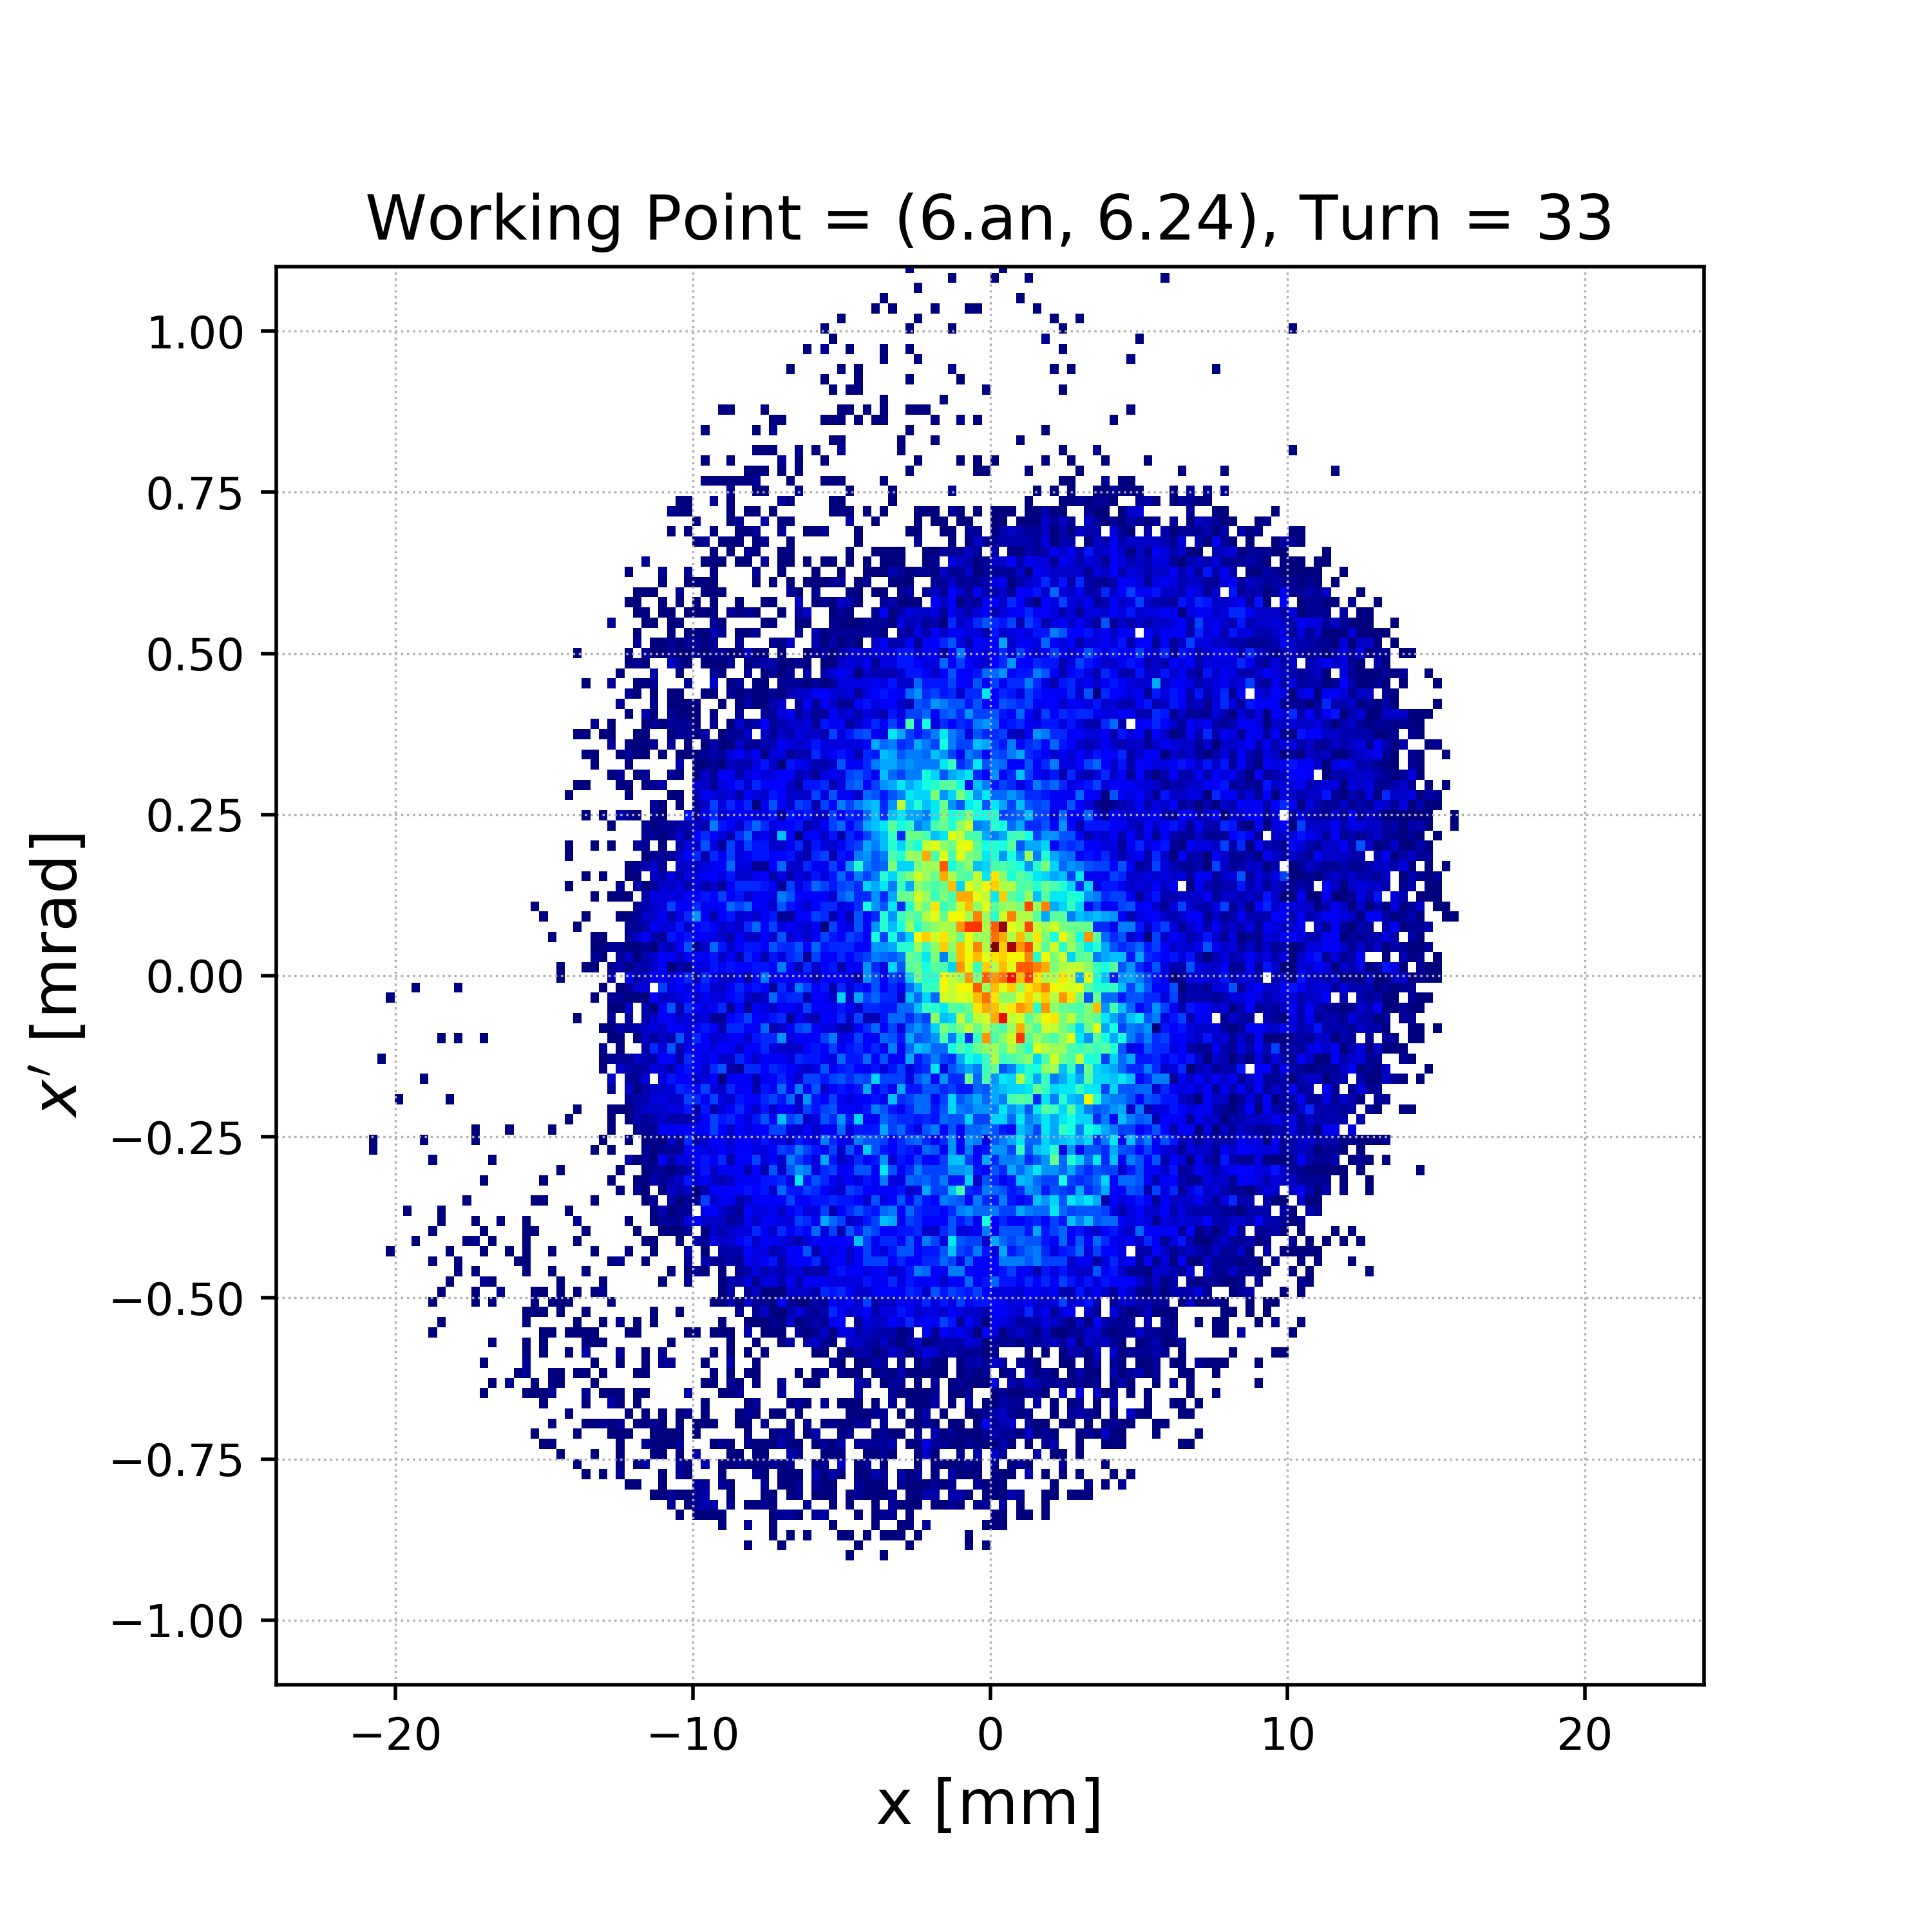 Working Point = (6.an, 6.24), Turn = 33
1.00
0.75
0.50
0.25
0.00
−0.25
−0.50
−0.75
−1.00
x′ [mrad]
−20 −10 0 10 20
x [mm]